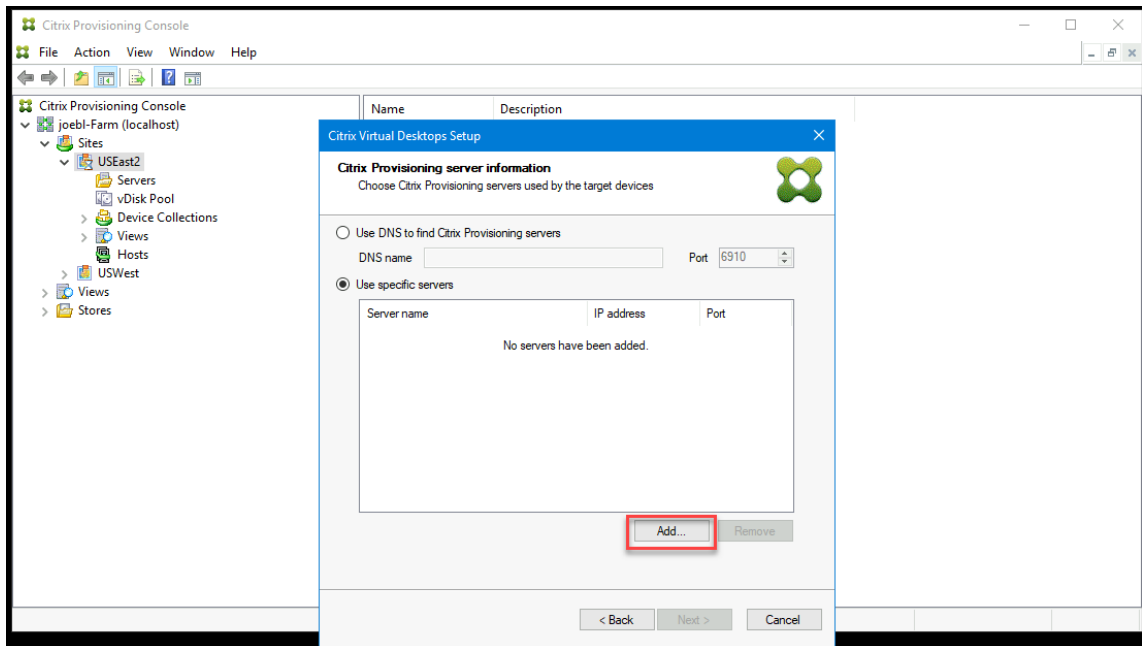 Citrix Provisioning Console
File Action View Window Help
Citrix Provisioning Console
joebl-Farm (localhost)
Sites
USEast2
Servers
vDisk Pool
Device Collections
Views
Hosts
USWest
Views
Stores
Name Description
Citrix Virtual Desktops Setup
Citrix Provisioning server information
Choose Citrix Provisioning servers used by the target devices
Use DNS to find Citrix Provisioning servers
DNS name Port 6910
Use specific servers
Server name IP address Port
No servers have been added.
Add... Remove
< Back Next > Cancel